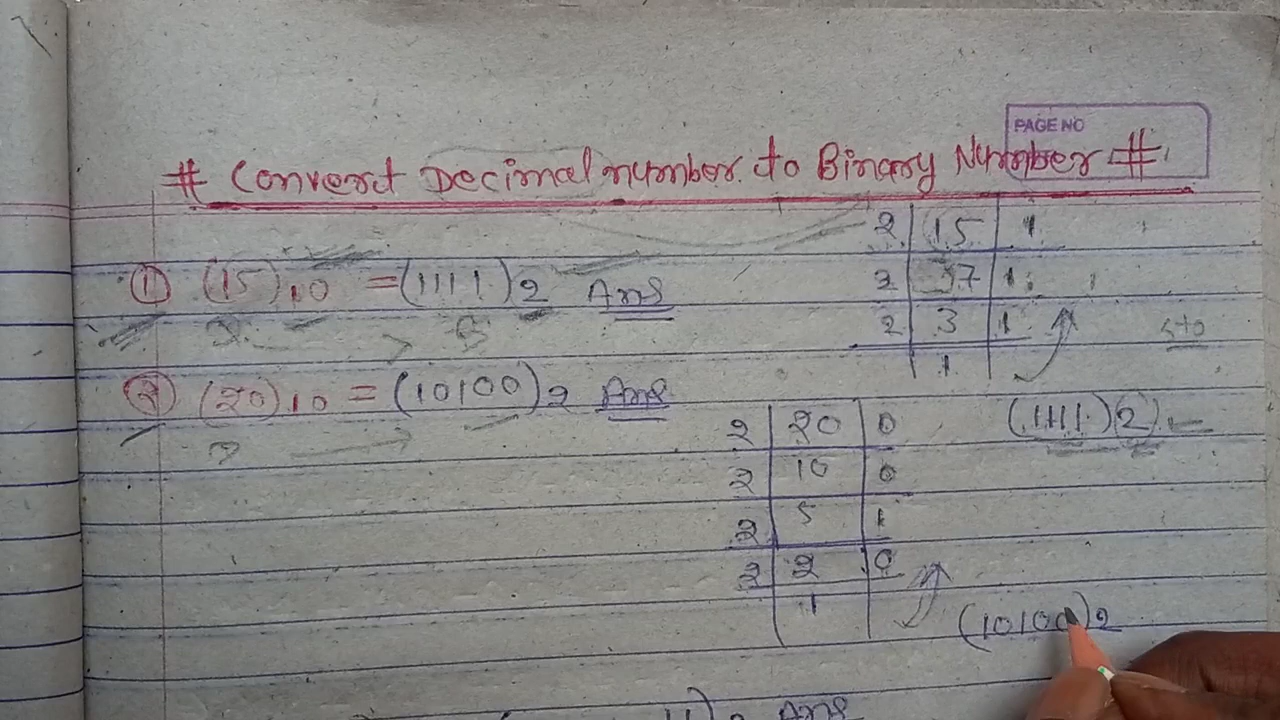 PAGE NO
# Convert Decimal number to Binary Number #
① (15)10 = (1111)2 Ans
② (20)10 = (10100)2 Ans
2 15 1
2 7 1
2 3 1
1
(1111)(2)
2 20 0
2 10 0
2 5 1
2 2 0
1
(10100)2
Ans